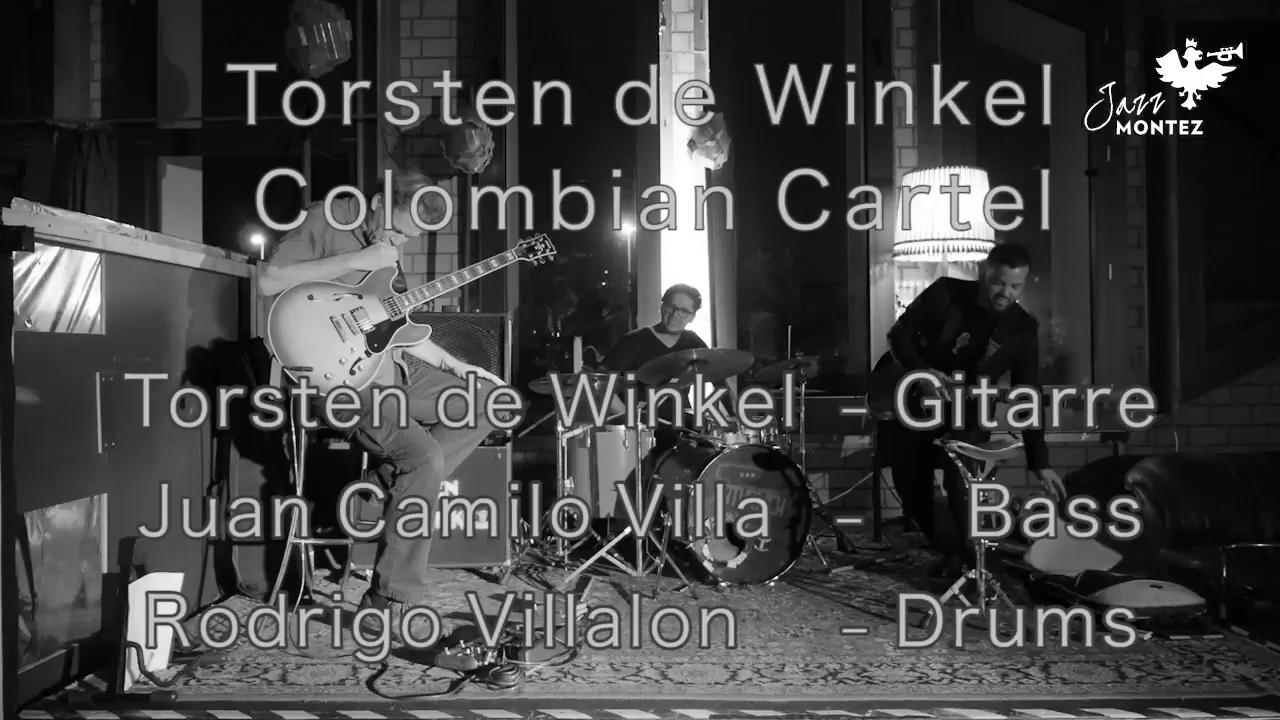 Torsten de Winkel
Jazz
MONTEZ
Colombian Cartel
Torsten de Winkel - Gitarre
Juan Camilo Villa - Bass
Rodrigo Villalon - Drums